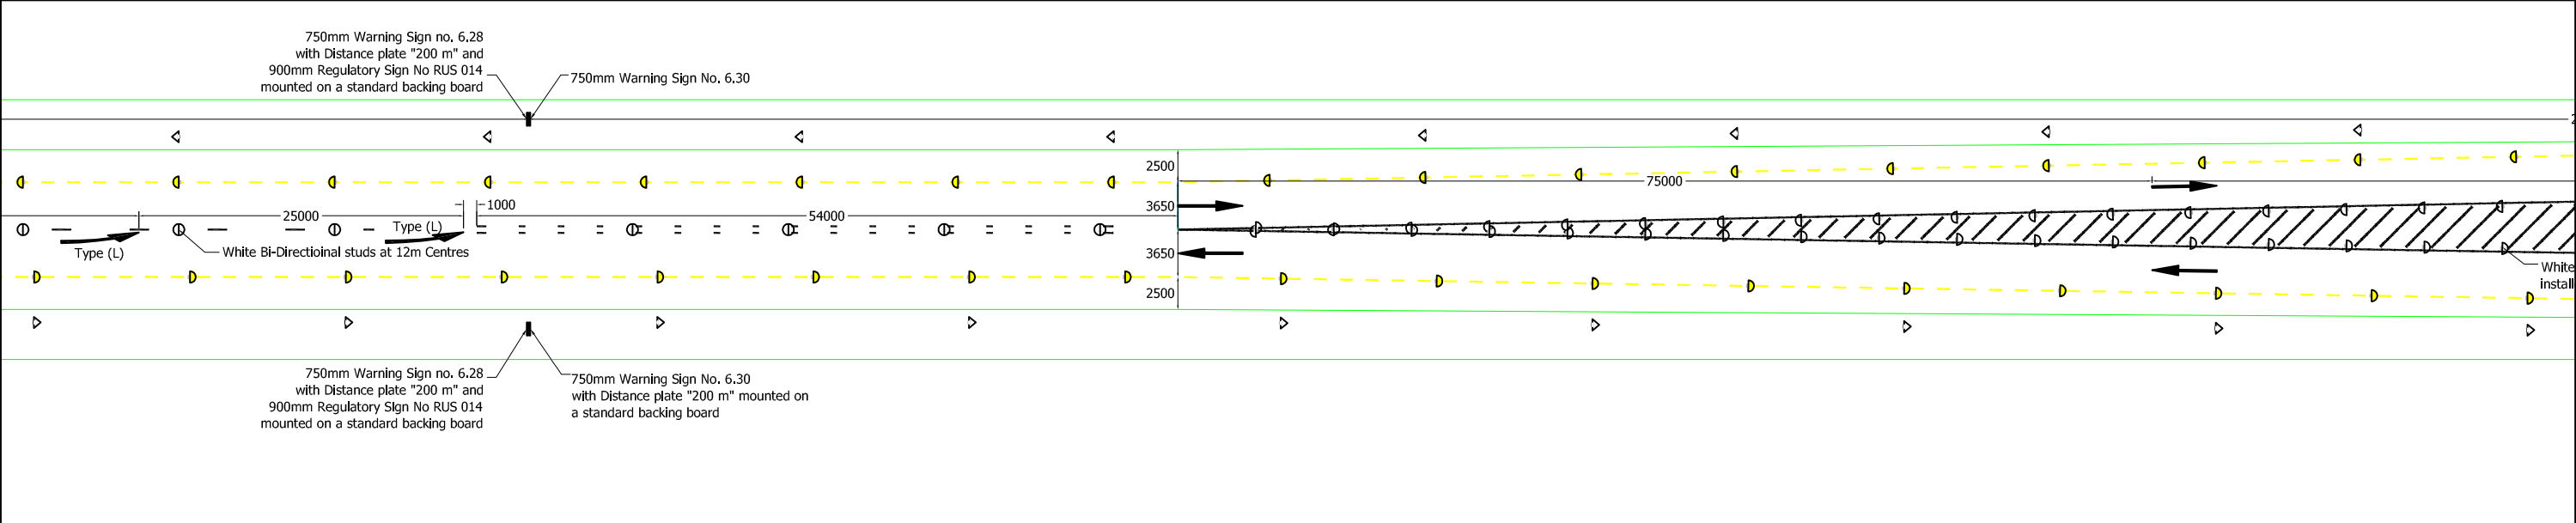 750mm Warning Sign no. 6.28
with Distance plate "200 m" and
900mm Regulatory Sign No RUS 014
mounted on a standard backing board
750mm Warning Sign No. 6.30
2500
75000
3650
1000
25000
54000
Type (L)
Type (L)
White Bi-Directioinal studs at 12m Centres
3650
2500
White
install
750mm Warning Sign no. 6.28
with Distance plate "200 m" and
900mm Regulatory SIgn No RUS 014
mounted on a standard backing board
750mm Warning Sign No. 6.30
with Distance plate "200 m" mounted on
a standard backing board